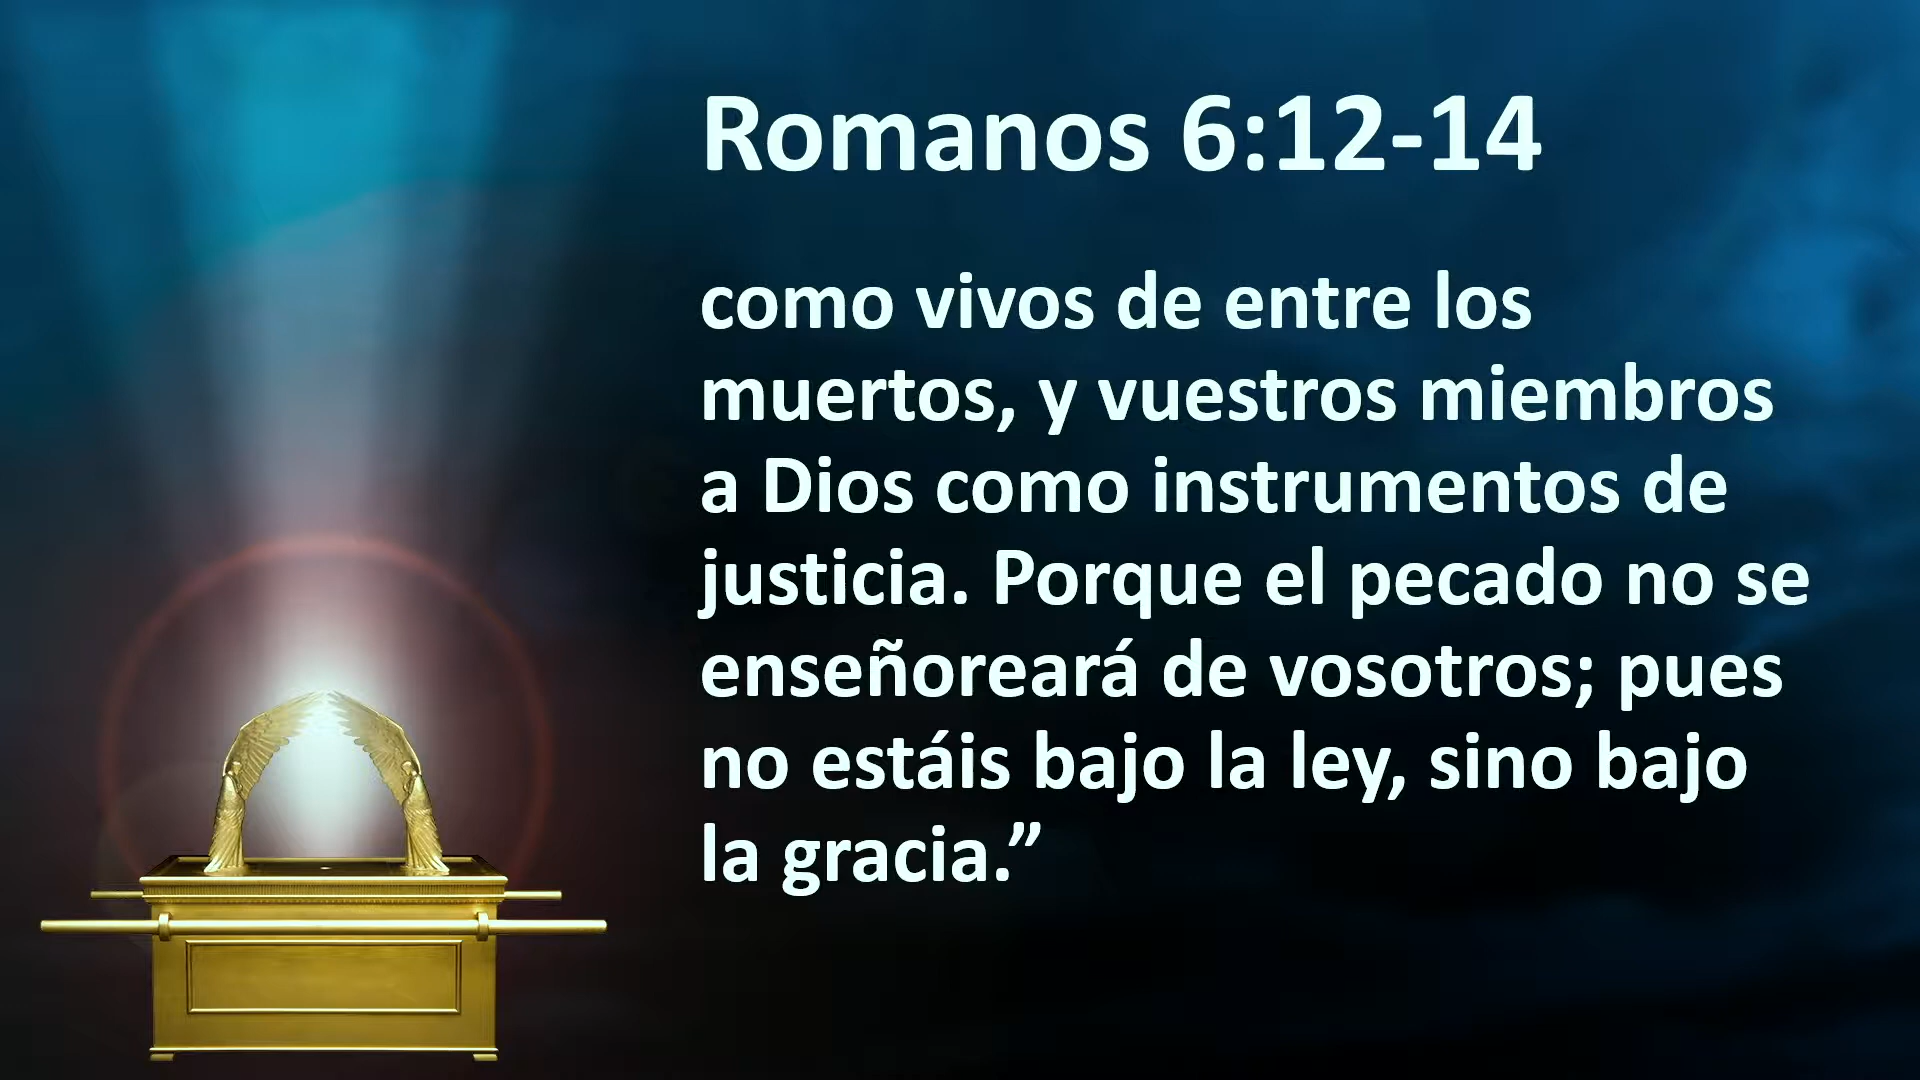 Romanos 6:12-14
como vivos de entre los
muertos, y vuestros miembros
a Dios como instrumentos de
justicia. Porque el pecado no se
enseñoreará de vosotros; pues
no estáis bajo la ley, sino bajo
la gracia.”